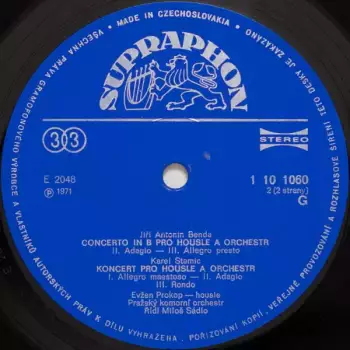 • MADE IN CZECHOSLOVAKIA •
VŠECHNA PRÁVA GRAMOFONOVÉHO VÝROBCE A VLASTNÍKŮ AUTORSKÝCH PRÁV K DÍLU VYHRAZENA. POŘIZOVÁNÍ KOPIÍ, VEŘEJNÉ PROVOZOVÁNÍ A ROZHLASOVÉ ŠÍŘENÍ TÉTO DESKY JE ZAKÁZÁNO
SUPRAPHON
33
STEREO
E 2048
℗ 1971
1 10 1060
2 (2 strany)
G
Jiří Antonín Benda
CONCERTO IN B PRO HOUSLE A ORCHESTR
II. Adagio — III. Allegro presto
Karel Stamic
KONCERT PRO HOUSLE A ORCHESTR
I. Allegro maestoso — II. Adagio
III. Rondo
Evžen Prokop — housle
Pražský komorní orchestr
Řídí Miloš Sádlo